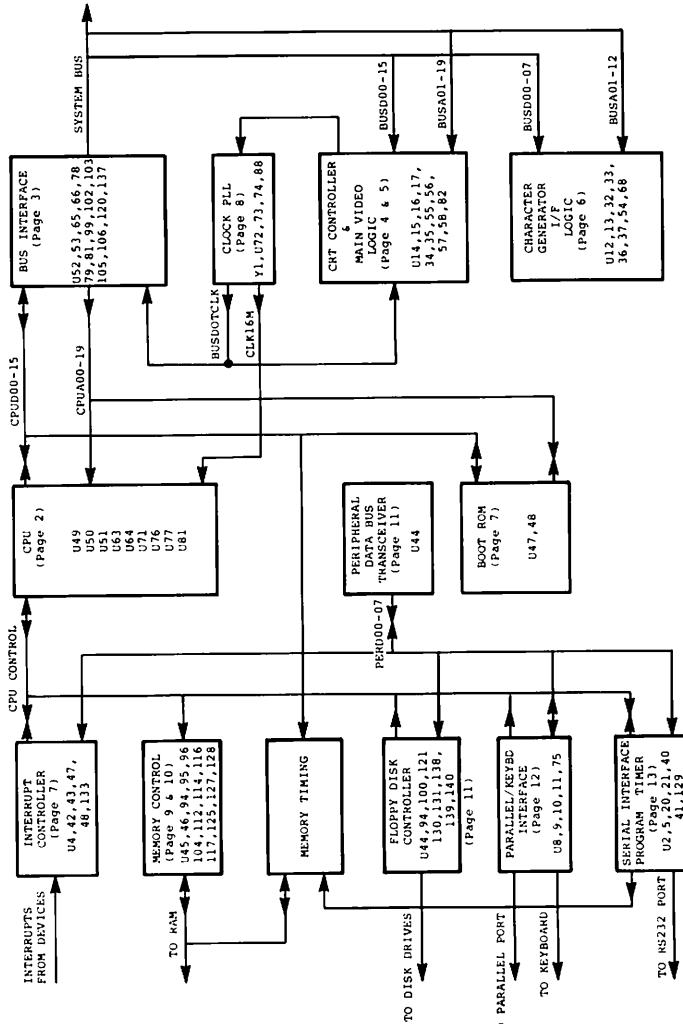 TO RS232 PORT
TO KEYBOARD
PARALLEL PORT
TO DISK DRIVES
TO RAM
INTERRUPTS
FROM DEVICES
SERIAL INTERFACE
PROGRAM TIMER
(Page 13)
U2,5,20,21,40
41,129
PARALLEL/KEYBD
INTERFACE
(Page 12)
U8,9,10,11,75
FLOPPY DISK
CONTROLLER
U44,94,100,121
130,131,138,
139,140
(Page 11)
MEMORY TIMING
MEMORY CONTROL
(Page 9 & 10)
U45,46,94,95,96
104,112,114,116
117,125,127,128
INTERRUPT
CONTROLLER
(Page 7)
U4,42,43,47,
48,133
PERD00-07
CPU CONTROL
BOOT ROM
(Page 7)
U47,48
PERIPHERAL
DATA BUS
TRANSCEIVER
(Page 11)
U44
CPU
(Page 2)
U49
U50
U51
U63
U64
U71
U76
U77
U81
CPUA00-19
CPUD00-15
BUSDOTCLK
CLK16M
CHARACTER
GENERATOR
I/F
LOGIC
(Page 6)
U12,13,32,33,
36,37,54,68
CRT CONTROLLER
&
MAIN VIDEO
LOGIC
(Page 4 & 5)
U14,15,16,17,
34,35,55,56,
57,58,82
CLOCK PLL
(Page 8)
Y1,U72,73,74,88
BUS INTERFACE
(Page 3)
U52,53,65,66,78
79,81,99,102,103
105,106,120,137
BUSA01-12
BUSD00-07
BUSA01-19
BUSD00-15
SYSTEM BUS